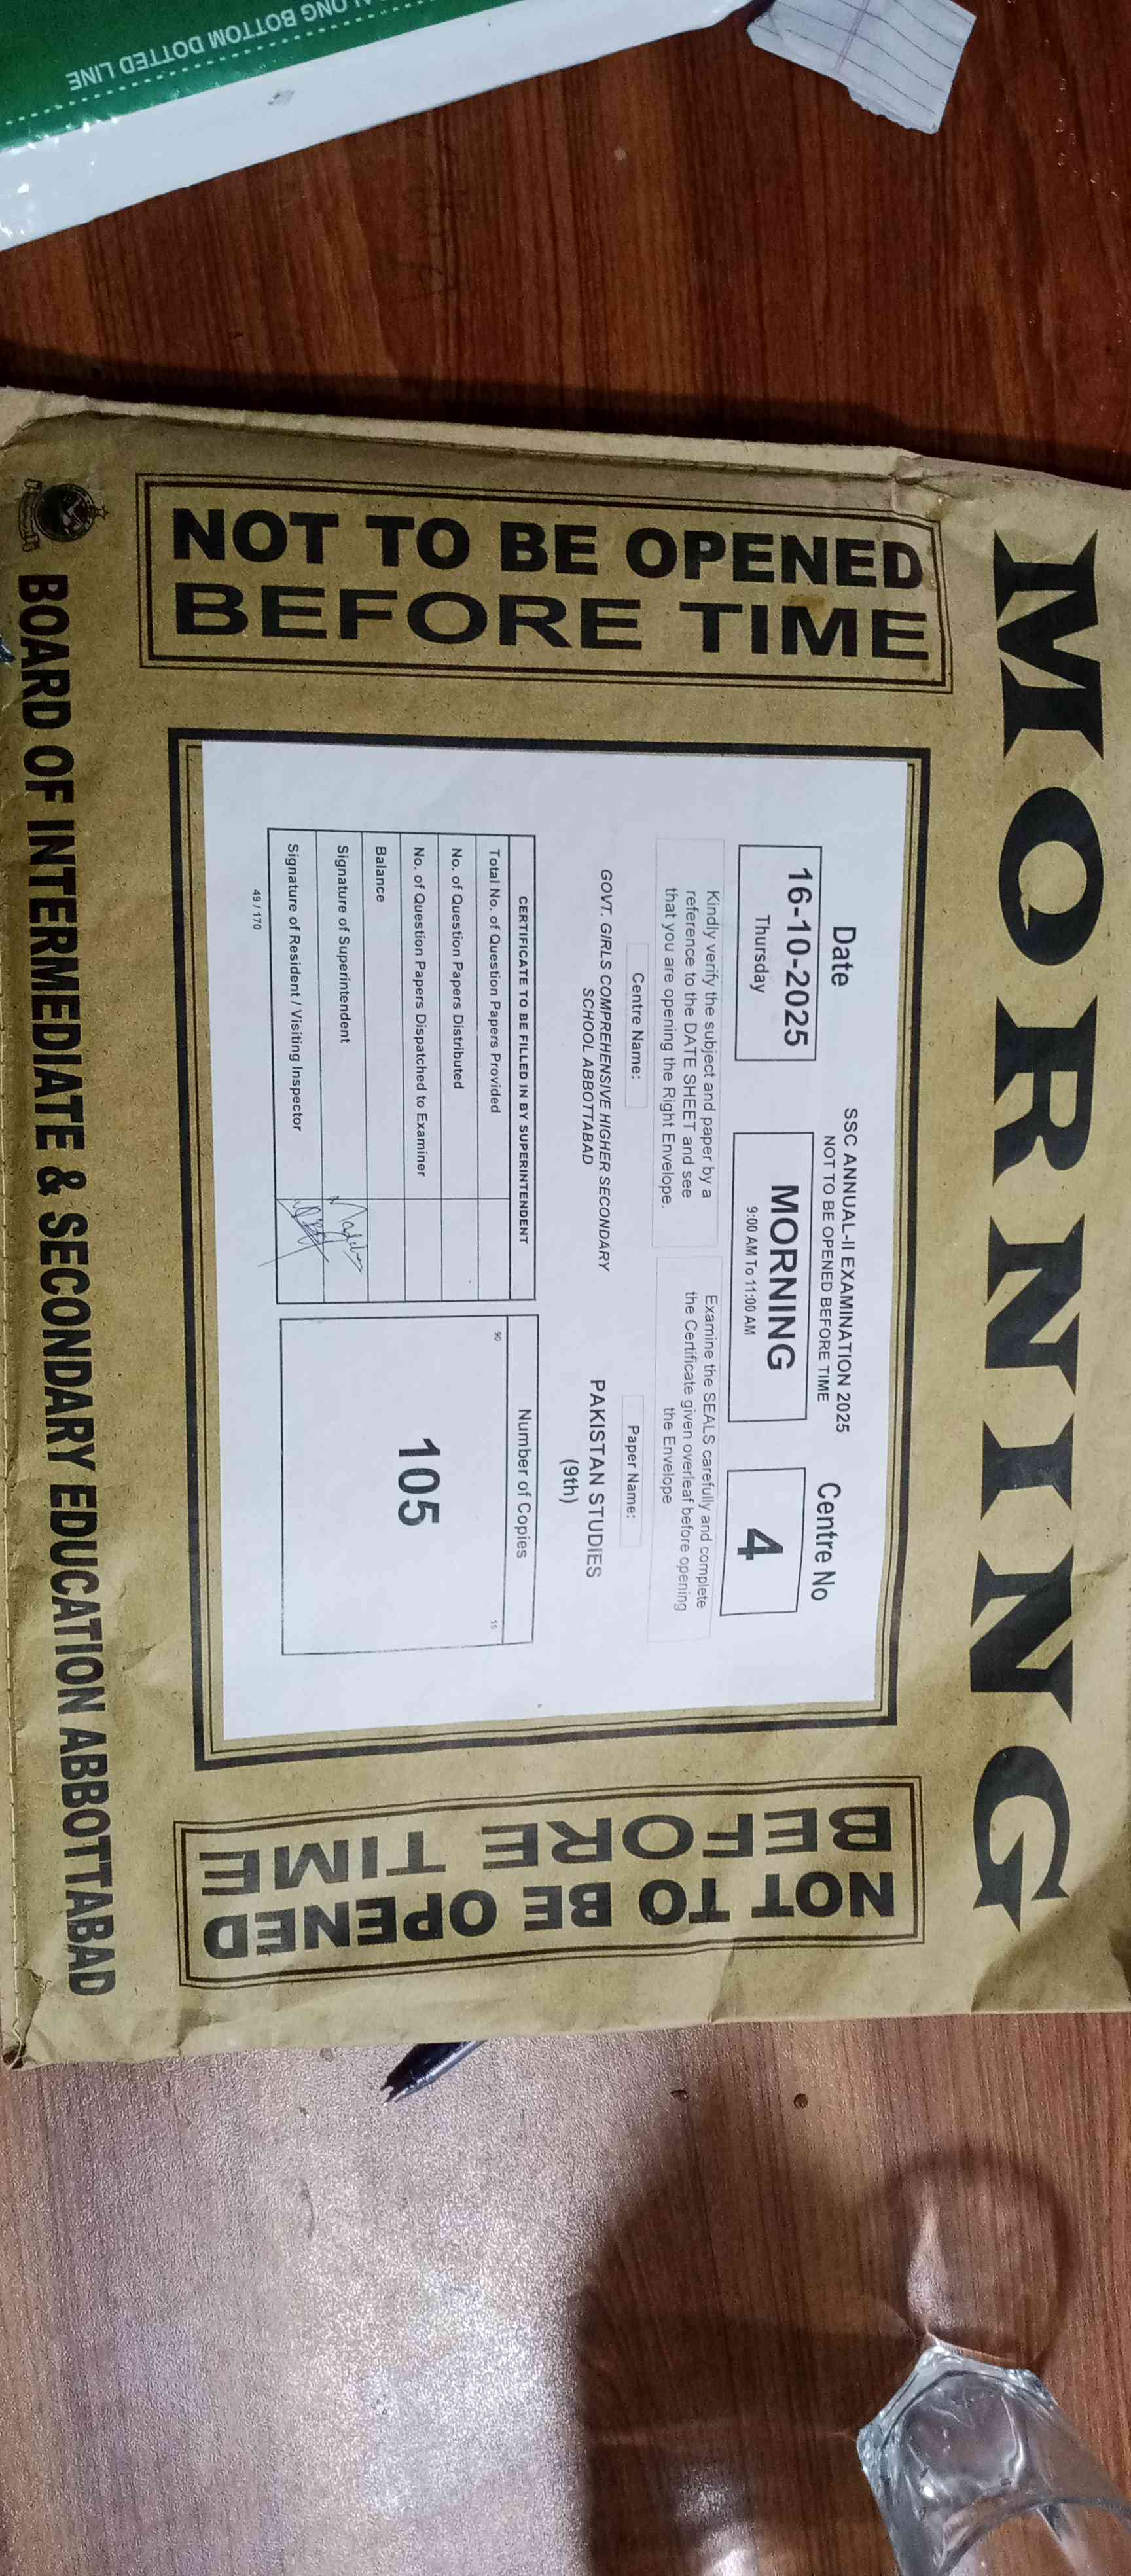 ONG BOTTOM DOTTED LINE
MORNING
NOT TO BE OPENED
BEFORE TIME
SSC ANNUAL-II EXAMINATION 2025
NOT TO BE OPENED BEFORE TIME
Date
16-10-2025
Thursday
MORNING
9:00 AM To 11:00 AM
Centre No
4
Kindly verify the subject and paper by a
reference to the DATE SHEET and see
that you are opening the Right Envelope.
Examine the SEALS carefully and complete
the Certificate given overleaf before opening
the Envelope
Centre Name:
GOVT. GIRLS COMPREHENSIVE HIGHER SECONDARY
SCHOOL ABBOTTABAD
Paper Name:
PAKISTAN STUDIES
(9th)
CERTIFICATE TO BE FILLED IN BY SUPERINTENDENT
Total No. of Question Papers Provided
No. of Question Papers Distributed
No. of Question Papers Dispatched to Examiner
Balance
Signature of Superintendent
Signature of Resident / Visiting Inspector
Number of Copies
90
15
105
49 / 170
NOT TO BE OPENED
BEFORE TIME
BOARD OF INTERMEDIATE & SECONDARY EDUCATION ABBOTTABAD